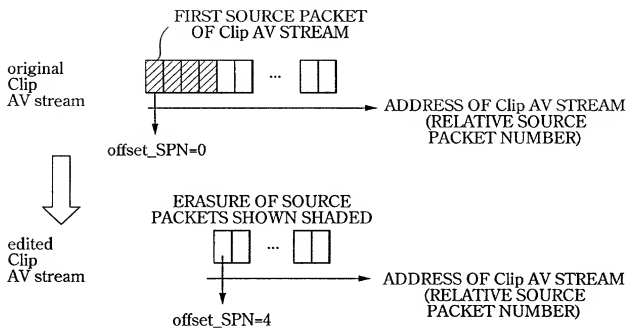 FIRST SOURCE PACKET
OF Clip AV STREAM
original
Clip
AV stream
...
ADDRESS OF Clip AV STREAM
(RELATIVE SOURCE
PACKET NUMBER)
offset_SPN=0
ERASURE OF SOURCE
PACKETS SHOWN SHADED
edited
Clip
AV stream
...
ADDRESS OF Clip AV STREAM
(RELATIVE SOURCE
PACKET NUMBER)
offset_SPN=4